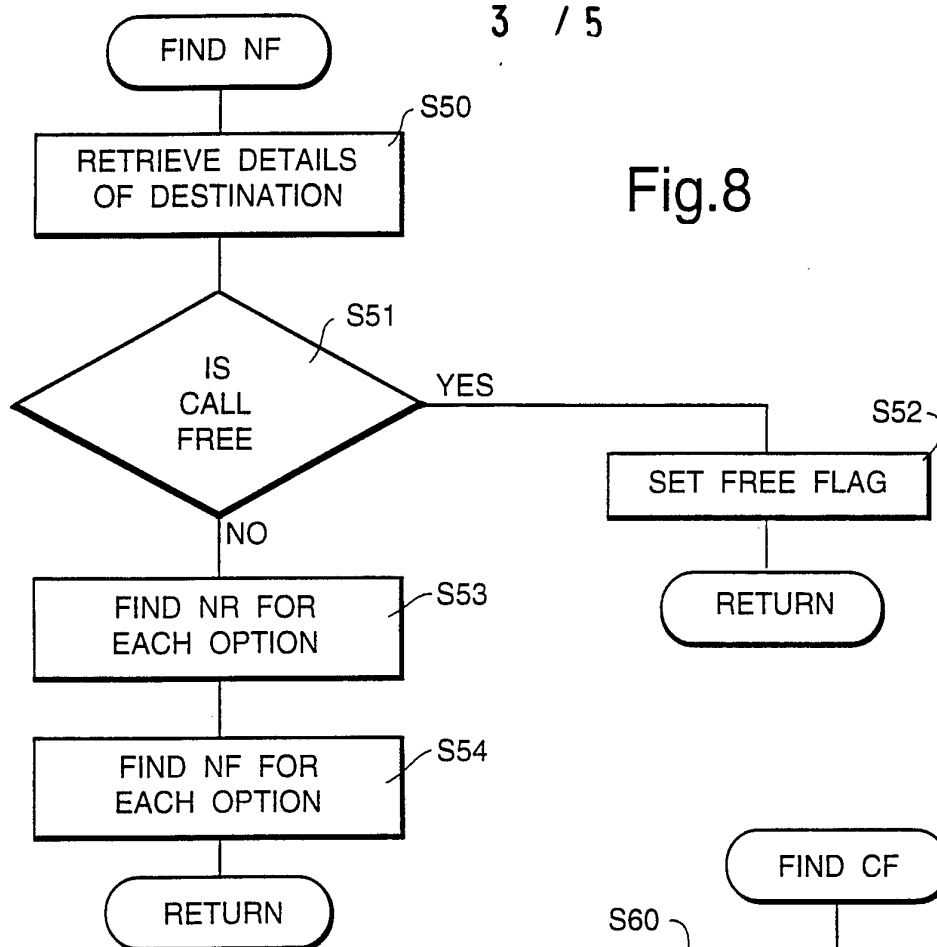 3 / 5
FIND NF
S50
RETRIEVE DETAILS
OF DESTINATION
Fig.8
S51
IS
CALL
FREE
YES
S52
SET FREE FLAG
NO
RETURN
S53
FIND NR FOR
EACH OPTION
S54
FIND NF FOR
EACH OPTION
RETURN
FIND CF
S60